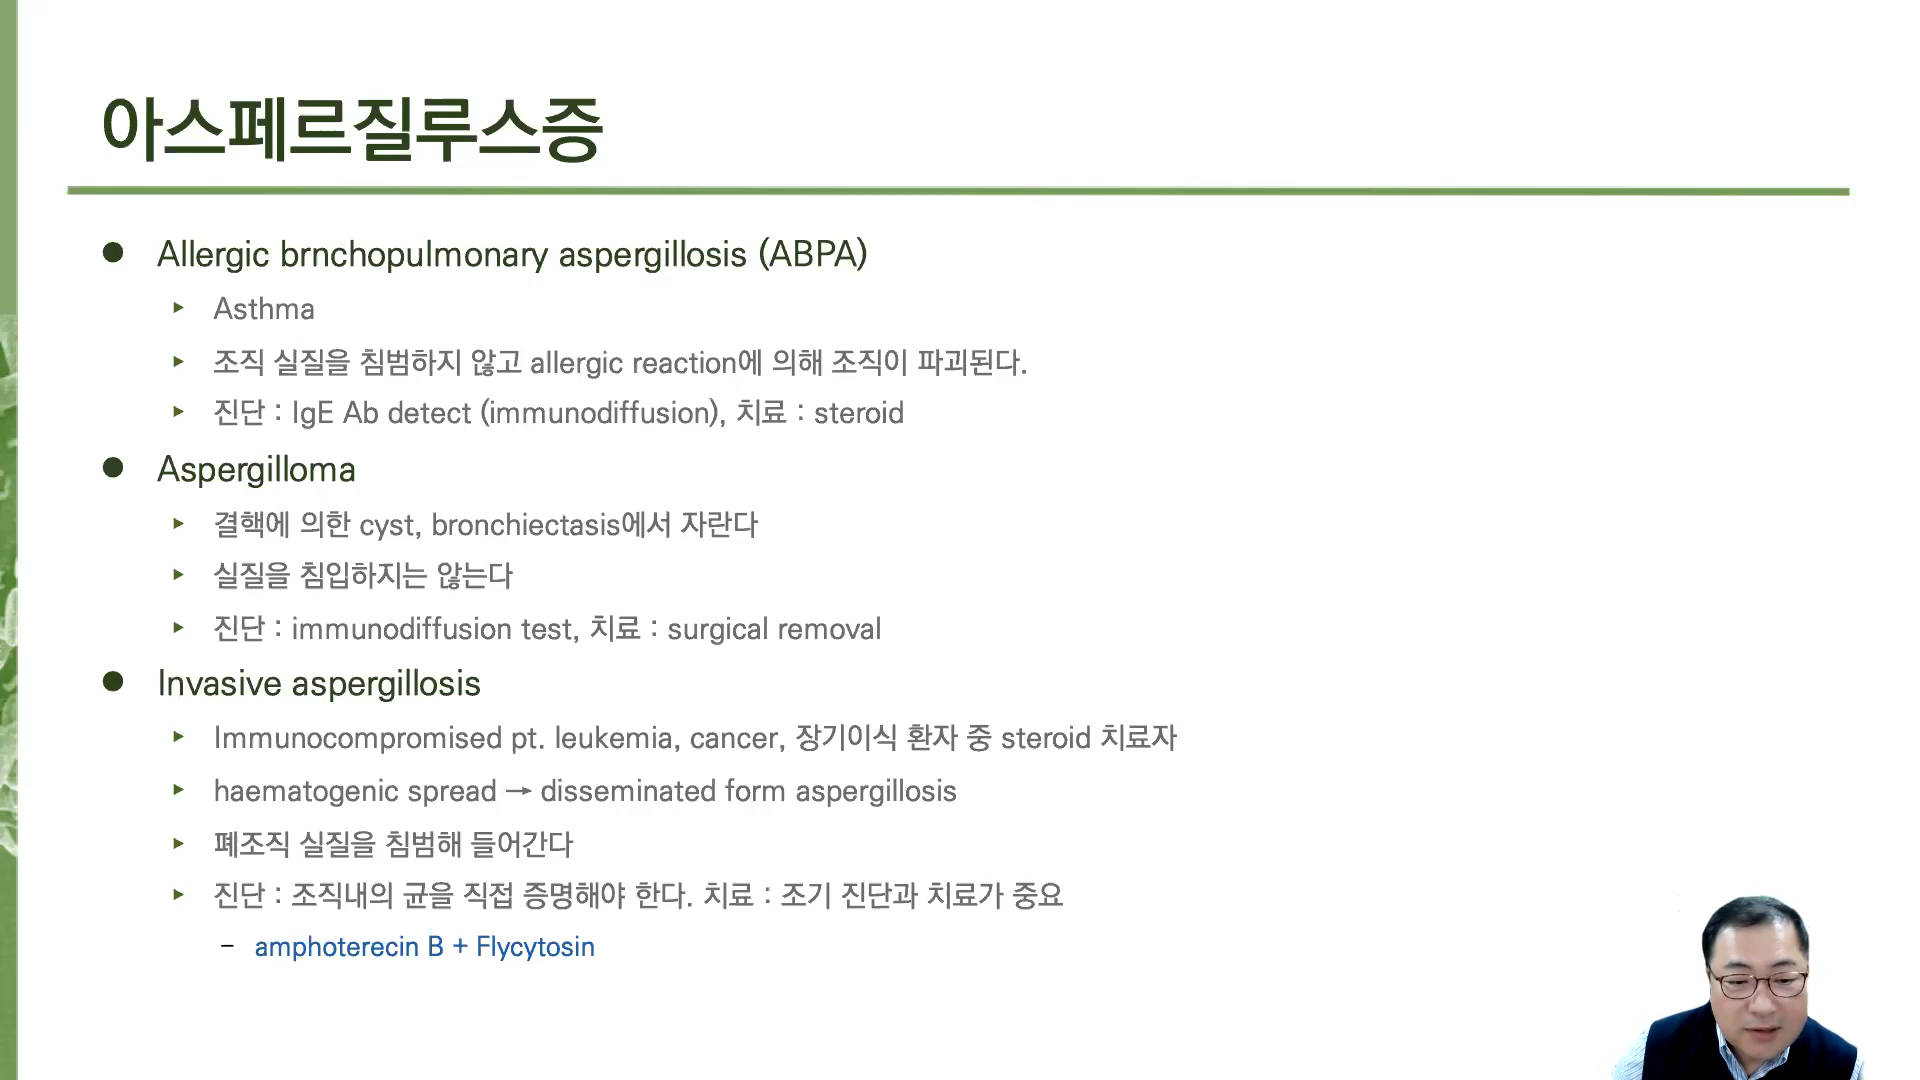 아스페르질루스증
● Allergic brnchopulmonary aspergillosis (ABPA)
▸ Asthma
▸ 조직 실질을 침범하지 않고 allergic reaction에 의해 조직이 파괴된다.
▸ 진단 : IgE Ab detect (immunodiffusion), 치료 : steroid
● Aspergilloma
▸ 결핵에 의한 cyst, bronchiectasis에서 자란다
▸ 실질을 침입하지는 않는다
▸ 진단 : immunodiffusion test, 치료 : surgical removal
● Invasive aspergillosis
▸ Immunocompromised pt. leukemia, cancer, 장기이식 환자 중 steroid 치료자
▸ haematogenic spread → disseminated form aspergillosis
▸ 폐조직 실질을 침범해 들어간다
▸ 진단 : 조직내의 균을 직접 증명해야 한다. 치료 : 조기 진단과 치료가 중요
– amphoterecin B + Flycytosin